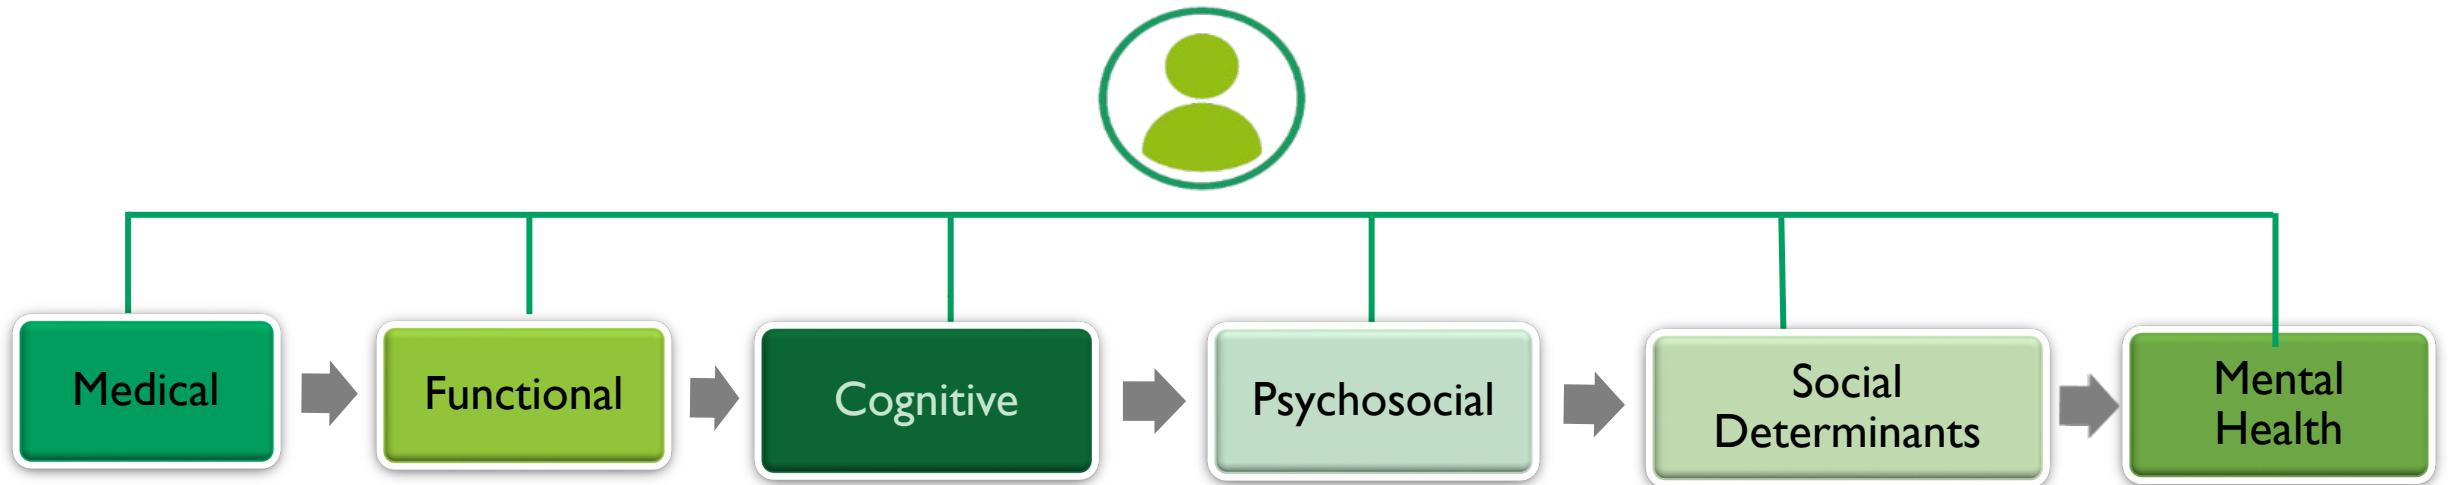 Medical
Functional
Cognitive
Psychosocial
Social
Determinants
Mental
Health